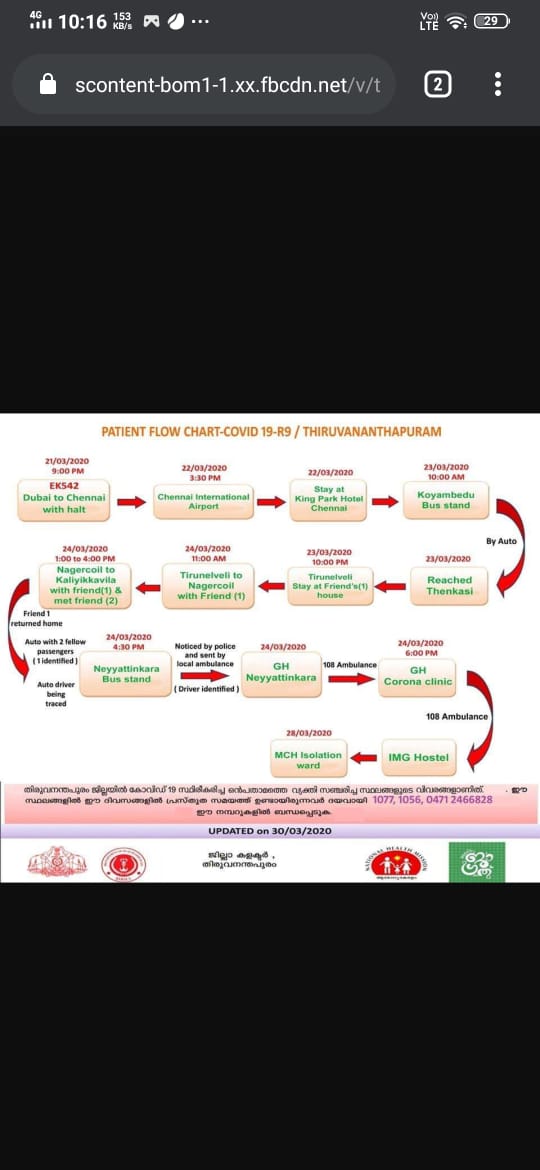 4G 10:16 153 KB/s ... Vo)) LTE 29
scontent-bom1-1.xx.fbcdn.net/v/t 2
PATIENT FLOW CHART-COVID 19-R9 / THIRUVANANTHAPURAM
21/03/2020
9:00 PM
EK542
Dubai to Chennai
with halt
22/03/2020
3:30 PM
Chennai International
Airport
22/03/2020
Stay at
King Park Hotel
Chennai
23/03/2020
10:00 AM
Koyambedu
Bus stand
By Auto
23/03/2020
Reached
Thenkasi
23/03/2020
10:00 PM
Tirunelveli
Stay at Friend's(1)
house
24/03/2020
11:00 AM
Tirunelveli to
Nagercoil
with Friend (1)
24/03/2020
1:00 to 4:00 PM
Nagercoil to
Kaliyikkavila
with friend(1) &
met friend (2)
Friend 1
returned home
Auto with 2 fellow
passengers
( 1 identified )
Auto driver
being
traced
24/03/2020
4:30 PM
Neyyattinkara
Bus stand
Noticed by police
and sent by
local ambulance
( Driver identified )
24/03/2020
GH
Neyyattinkara
108 Ambulance
24/03/2020
6:00 PM
GH
Corona clinic
108 Ambulance
IMG Hostel
28/03/2020
MCH Isolation
ward
തിരുവനന്തപുരം ജില്ലയിൽ കോവിഡ് 19 സ്ഥിരീകരിച്ച ഒൻപതാമത്തെ വ്യക്തി സഞ്ചരിച്ച സ്ഥലങ്ങളുടെ വിവരങ്ങളാണിത്. . ഈ
സ്ഥലങ്ങളിൽ ഈ ദിവസങ്ങളിൽ പ്രസ്തുത സമയത്ത് ഉണ്ടായിരുന്നവർ ദയവായി 1077, 1056, 0471 2466828
ഈ നമ്പറുകളിൽ ബന്ധപ്പെടുക.
UPDATED on 30/03/2020
ജില്ലാ കളക്ടർ ,
തിരുവനന്തപുരം
NATIONAL HEALTH MISSION